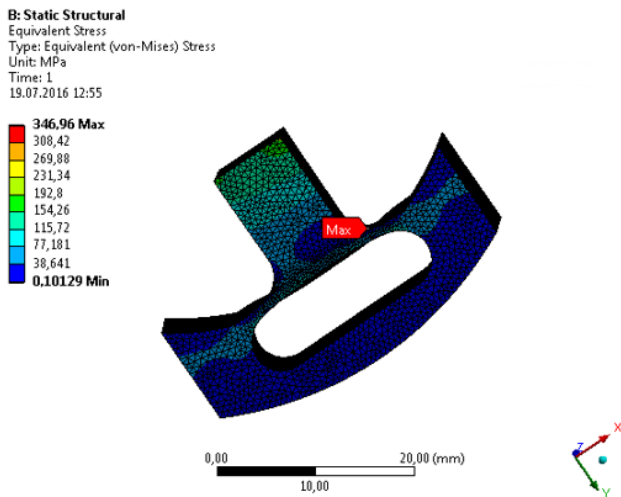 B: Static Structural
Equivalent Stress
Type: Equivalent (von-Mises) Stress
Unit: MPa
Time: 1
19.07.2016 12:55
346,96 Max
308,42
269,88
231,34
192,8
154,26
115,72
77,181
38,641
0,10129 Min
Max
0,00
20,00 (mm)
10,00
X
Z
Y